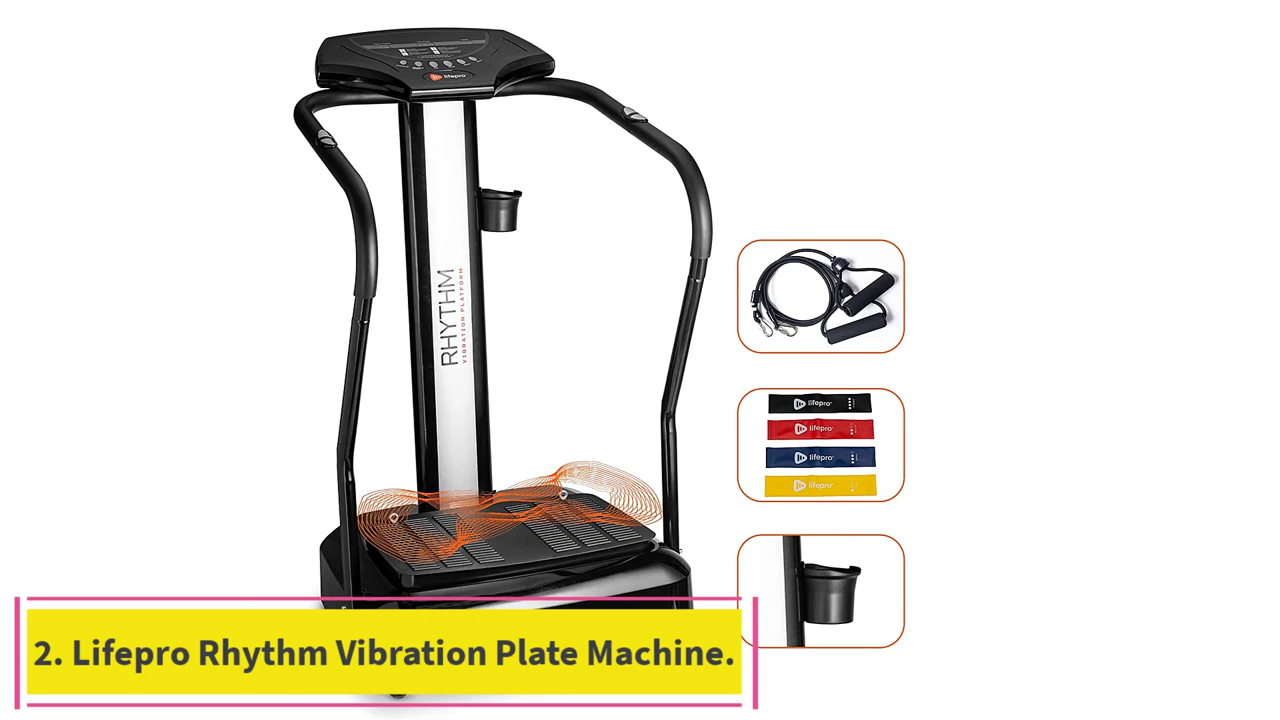 lifepro
RHYTHM
VIBRATION PLATFORM
lifepro
lifepro
lifepro
lifepro
2. Lifepro Rhythm Vibration Plate Machine.